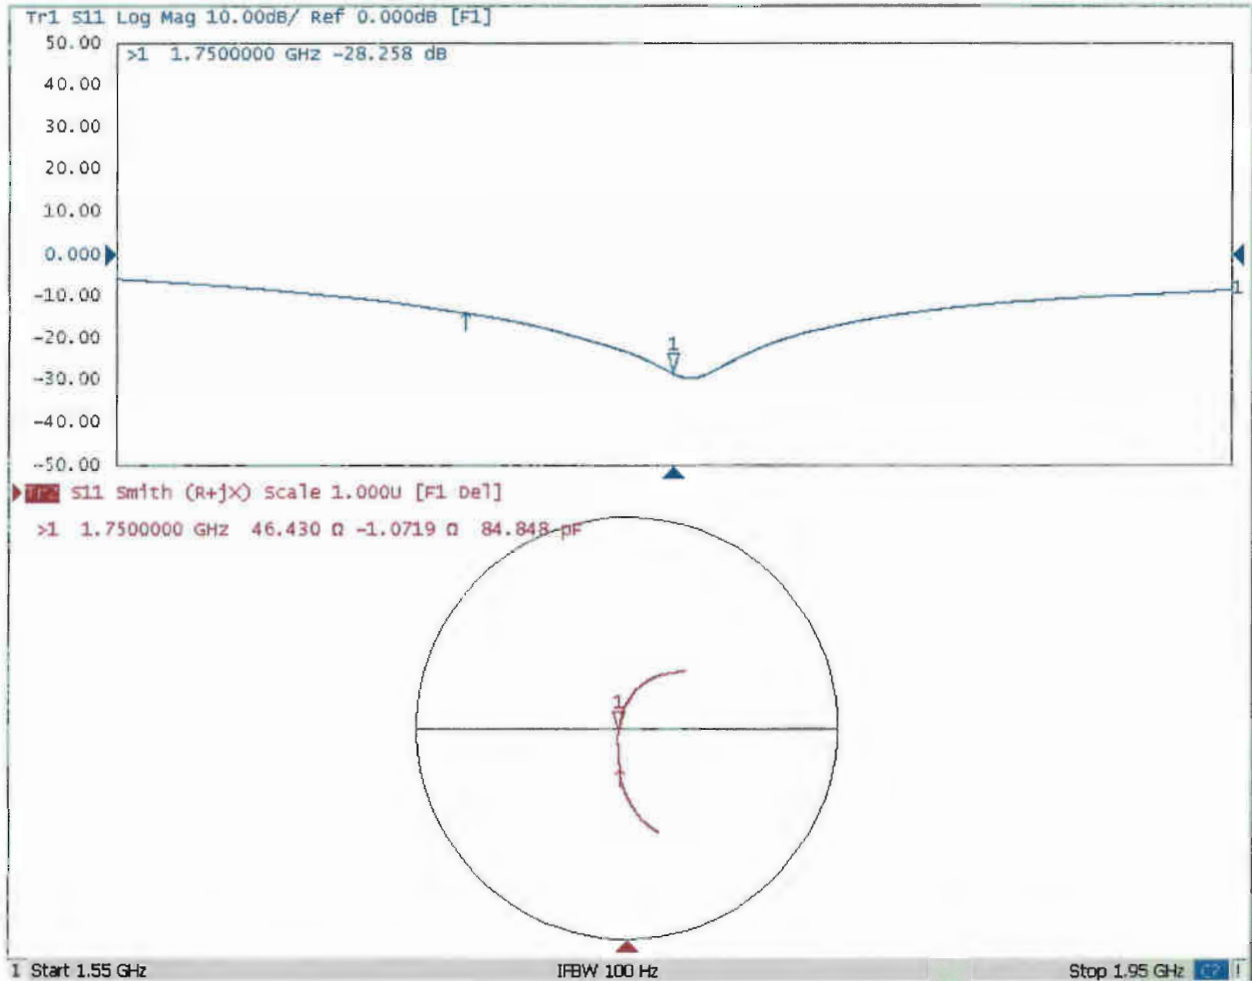 Tr1 S11 Log Mag 10.00dB/ Ref 0.000dB [F1]
50.00
>1 1.7500000 GHz -28.258 dB
40.00
30.00
20.00
10.00
0.000
-10.00
1
-20.00
1
-30.00
-40.00
-50.00
Tr2 S11 Smith (R+jX) Scale 1.000U [F1 Del]
>1 1.7500000 GHz 46.430 Ω -1.0719 Ω 84.848 pF
1
1 Start 1.55 GHz IFBW 100 Hz Stop 1.95 GHz C2 !